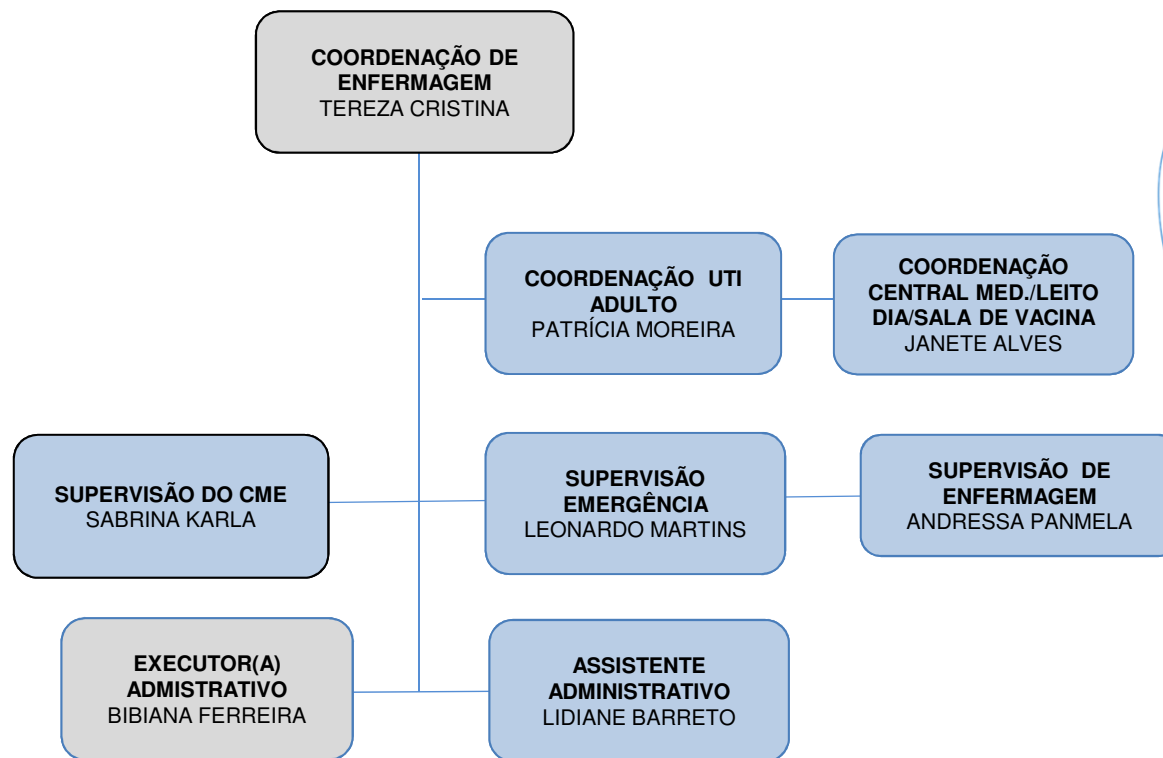 COORDENAÇÃO DE
ENFERMAGEM
TEREZA CRISTINA
COORDENAÇÃO UTI
ADULTO
PATRÍCIA MOREIRA
COORDENAÇÃO
CENTRAL MED./LEITO
DIA/SALA DE VACINA
JANETE ALVES
SUPERVISÃO DO CME
SABRINA KARLA
SUPERVISÃO
EMERGÊNCIA
LEONARDO MARTINS
SUPERVISÃO DE
ENFERMAGEM
ANDRESSA PANMELA
EXECUTOR(A)
ADMISTRATIVO
BIBIANA FERREIRA
ASSISTENTE
ADMINISTRATIVO
LIDIANE BARRETO